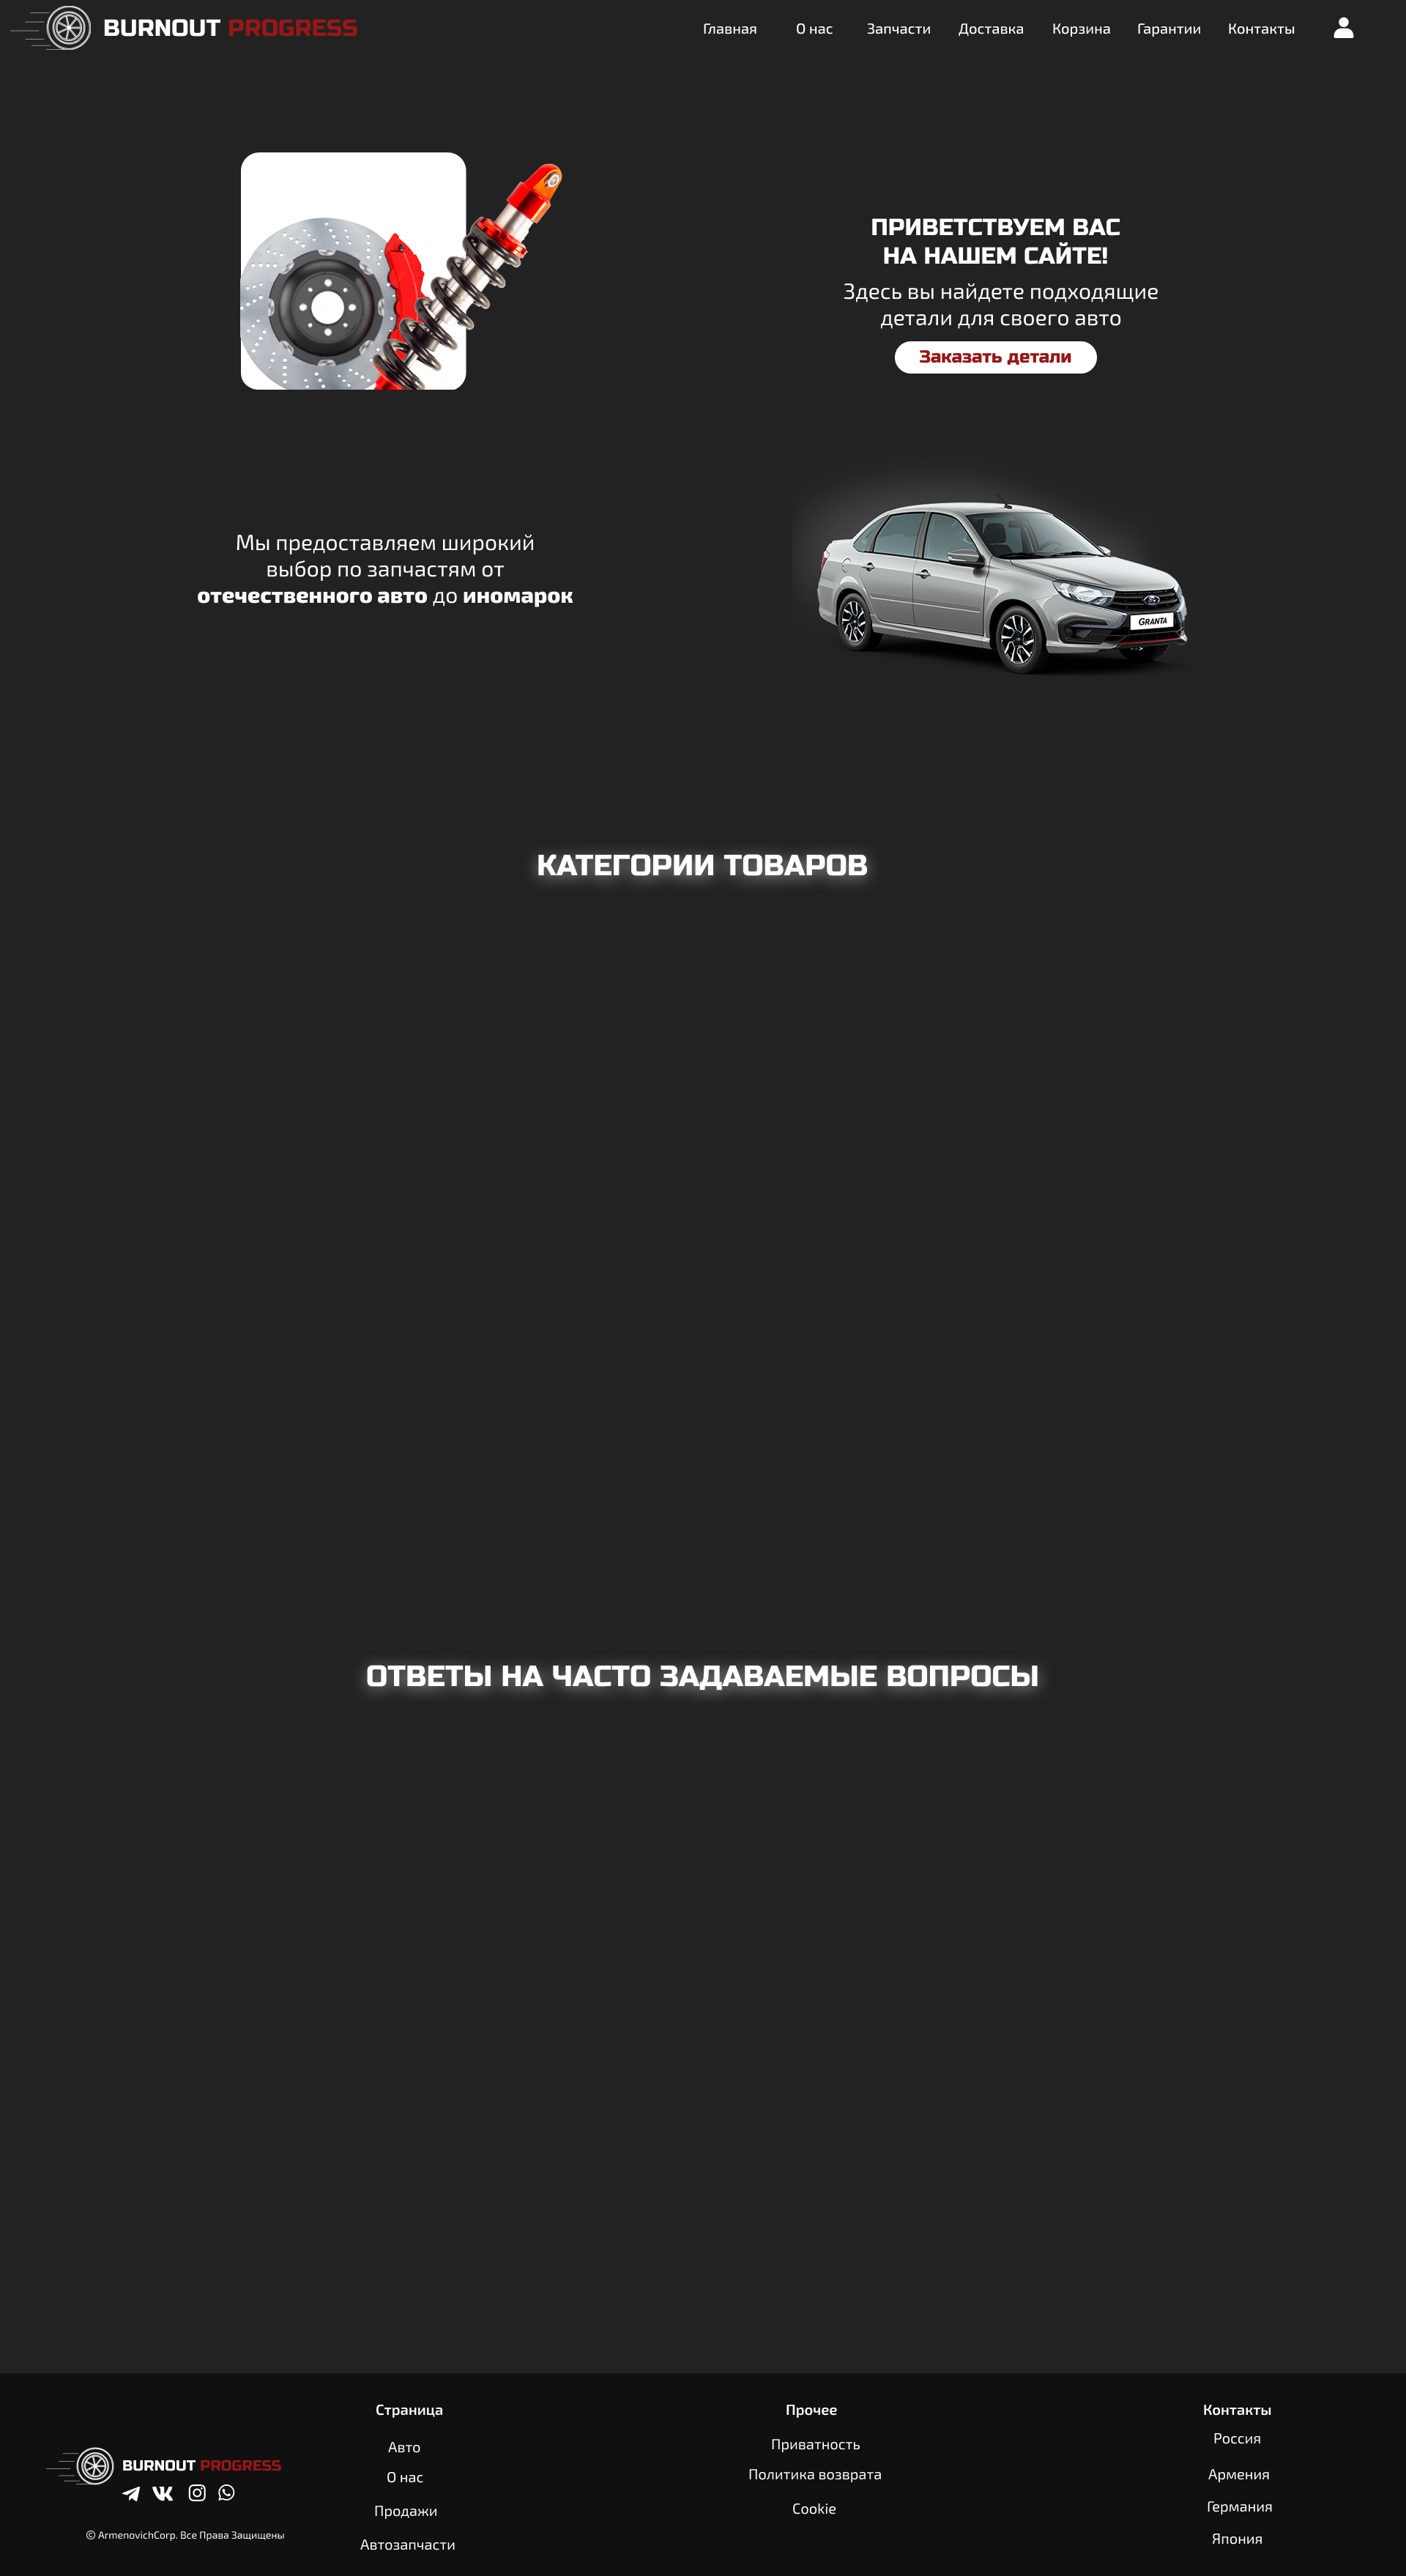 BURNOUT PROGRESS
Главная О нас Запчасти Доставка Корзина Гарантии Контакты
ПРИВЕТСТВУЕМ ВАС
НА НАШЕМ САЙТЕ!
Здесь вы найдете подходящие
детали для своего авто
Заказать детали
Мы предоставляем широкий
выбор по запчастям от
отечественного авто до иномарок
GRANTA
КАТЕГОРИИ ТОВАРОВ
ОТВЕТЫ НА ЧАСТО ЗАДАВАЕМЫЕ ВОПРОСЫ
BURNOUT PROGRESS
© ArmenovichCorp. Все Права Защищены
Страница
Авто
О нас
Продажи
Автозапчасти
Прочее
Приватность
Политика возврата
Cookie
Контакты
Россия
Армения
Германия
Япония